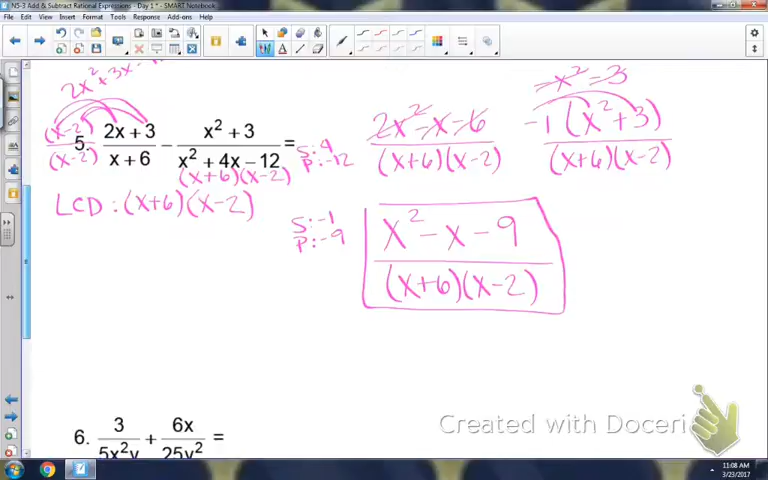 N5-3 Add & Subtract Rational Expressions - Day 1 * - SMART Notebook
File Edit View Insert Format Tools Add-ons Response Help
2x² + 3x -
-x² - 3
(x-2) 5. 2x + 3 / (x-2) x + 6 - x² + 3 / x² + 4x - 12 =
(x+6)(x-2)
S: 4
P: -12
2x² - x - 6 / (x+6)(x-2)
-1(x² + 3) / (x+6)(x-2)
LCD: (x+6)(x-2)
S: -1
P: -9
x² - x - 9 / (x+6)(x-2)
Created with Doceri
6. 3 / 5x²y + 6x / 25y² =
11:08 AM
3/23/2017